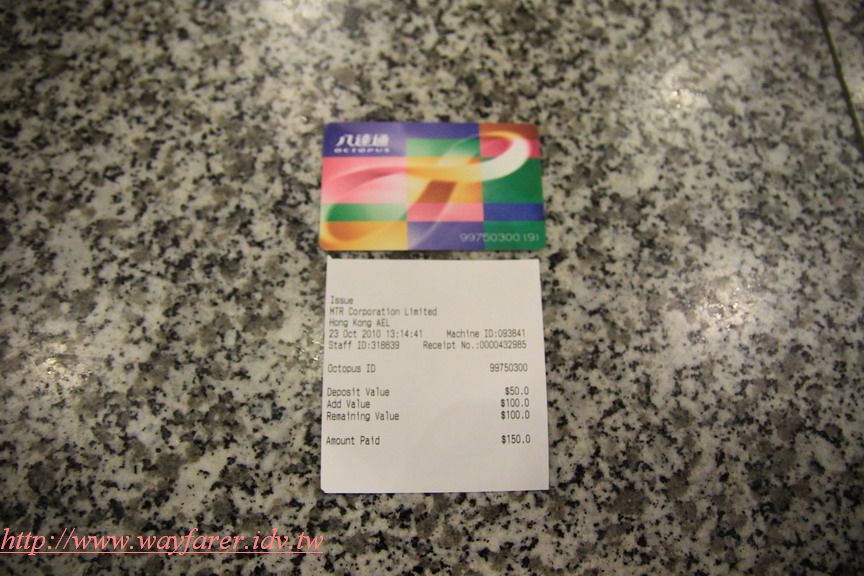 八達通
OCTOPUS
99750300 (9)
Issue
MTR Corporation Limited
Hong Kong AEL
23 Oct 2010 13:14:41 Machine ID:093841
Staff ID:318839 Receipt No.:0000432985
Octopus ID 99750300
Deposit Value $50.0
Add Value $100.0
Remaining Value $100.0
Amount Paid $150.0
http://www.wayfarer.idv.tw